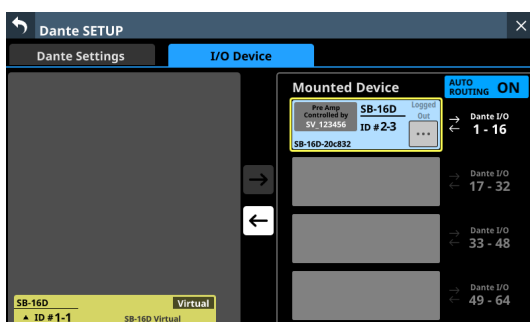 Dante SETUP
Dante Settings
I/O Device
Mounted Device
AUTO ROUTING ON
Pre Amp
Controlled by
SV_123456
SB-16D
ID #2-3
Logged
Out
...
SB-16D-20c832
Dante I/O
1 - 16
Dante I/O
17 - 32
Dante I/O
33 - 48
Dante I/O
49 - 64
SB-16D
Virtual
ID #1-1
SB-16D Virtual